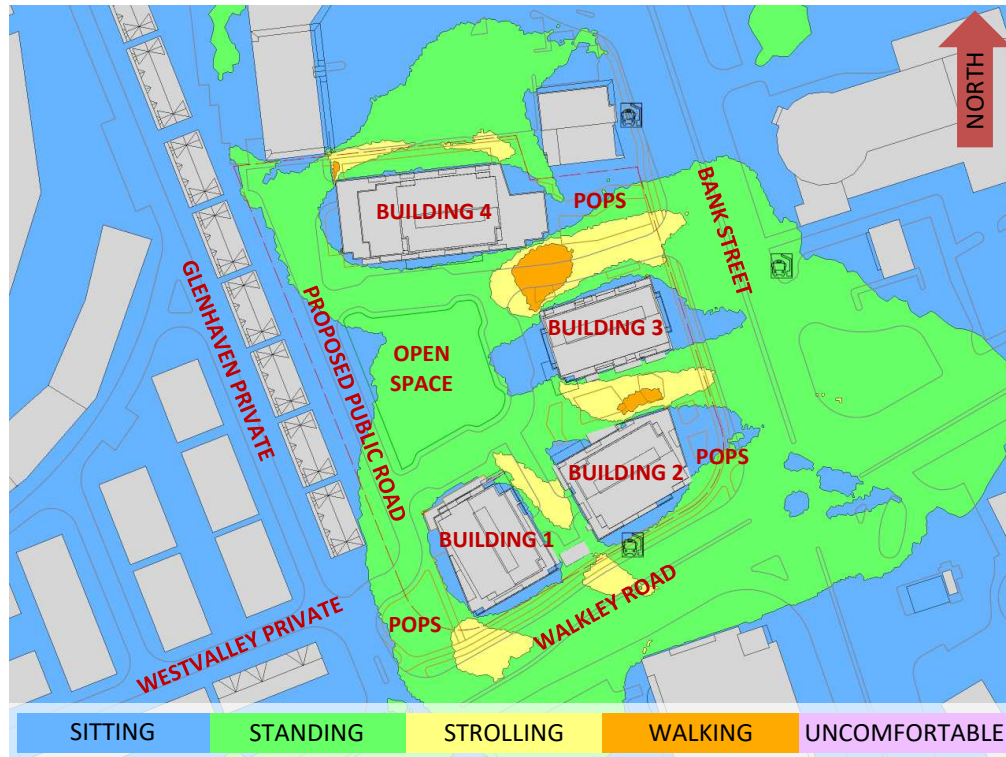 NORTH
BUILDING 4
POPS
BANK STREET
GLENHAVEN PRIVATE
PROPOSED PUBLIC ROAD
BUILDING 3
OPEN
SPACE
BUILDING 2
POPS
BUILDING 1
WALKLEY ROAD
POPS
WESTVALLEY PRIVATE
SITTING
STANDING
STROLLING
WALKING
UNCOMFORTABLE